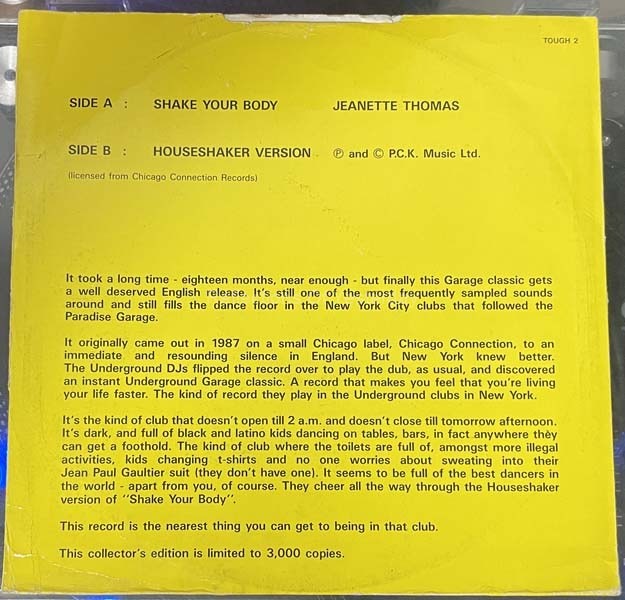 TOUGH 2
SIDE A : SHAKE YOUR BODY JEANETTE THOMAS
SIDE B : HOUSESHAKER VERSION ℗ and © P.C.K. Music Ltd.
(licensed from Chicago Connection Records)
It took a long time - eighteen months, near enough - but finally this Garage classic gets
a well deserved English release. It's still one of the most frequently sampled sounds
around and still fills the dance floor in the New York City clubs that followed the
Paradise Garage.
It originally came out in 1987 on a small Chicago label, Chicago Connection, to an
immediate and resounding silence in England. But New York knew better.
The Underground DJs flipped the record over to play the dub, as usual, and discovered
an instant Underground Garage classic. A record that makes you feel that you're living
your life faster. The kind of record they play in the Underground clubs in New York.
It's the kind of club that doesn't open till 2 a.m. and doesn't close till tomorrow afternoon.
It's dark, and full of black and latino kids dancing on tables, bars, in fact anywhere they
can get a foothold. The kind of club where the toilets are full of, amongst more illegal
activities, kids changing t-shirts and no one worries about sweating into their
Jean Paul Gaultier suit (they don't have one). It seems to be full of the best dancers in
the world - apart from you, of course. They cheer all the way through the Houseshaker
version of ''Shake Your Body''.
This record is the nearest thing you can get to being in that club.
This collector's edition is limited to 3,000 copies.